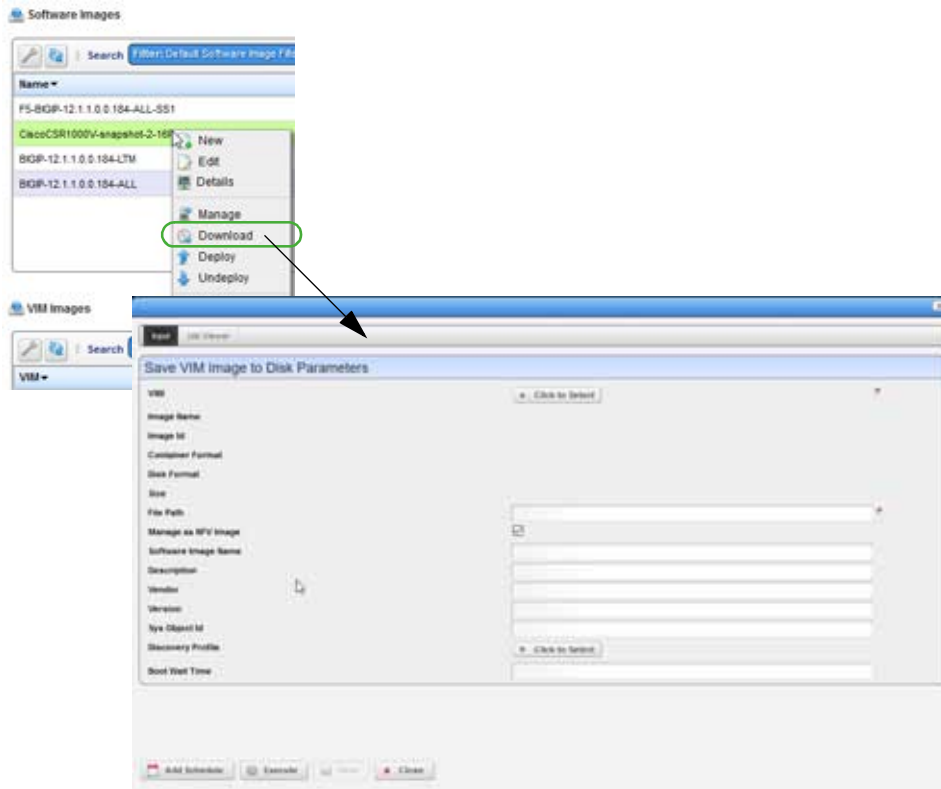 Software Images
Search Filter: Default Software Image Filt
Name
F5-BIGIP-12.1.1.0.0.184-ALL-SS1
CiscoCSR1000V-snapshot-2-16
BIGIP-12.1.1.0.0.184-LTM
BIGIP-12.1.1.0.0.184-ALL
New
Edit
Details
Manage
Download
Deploy
Undeploy
VIM Images
Search
VIM
Input Job Viewer
Save VIM Image to Disk Parameters
VIM Click to Select *
Image Name
Image Id
Container Format
Disk Format
Size
File Path *
Manage as NFV Image
Software Image Name
Description
Vendor
Version
Sys Object Id
Discovery Profile Click to Select
Boot Wait Time
Add Schedule Execute Save Close